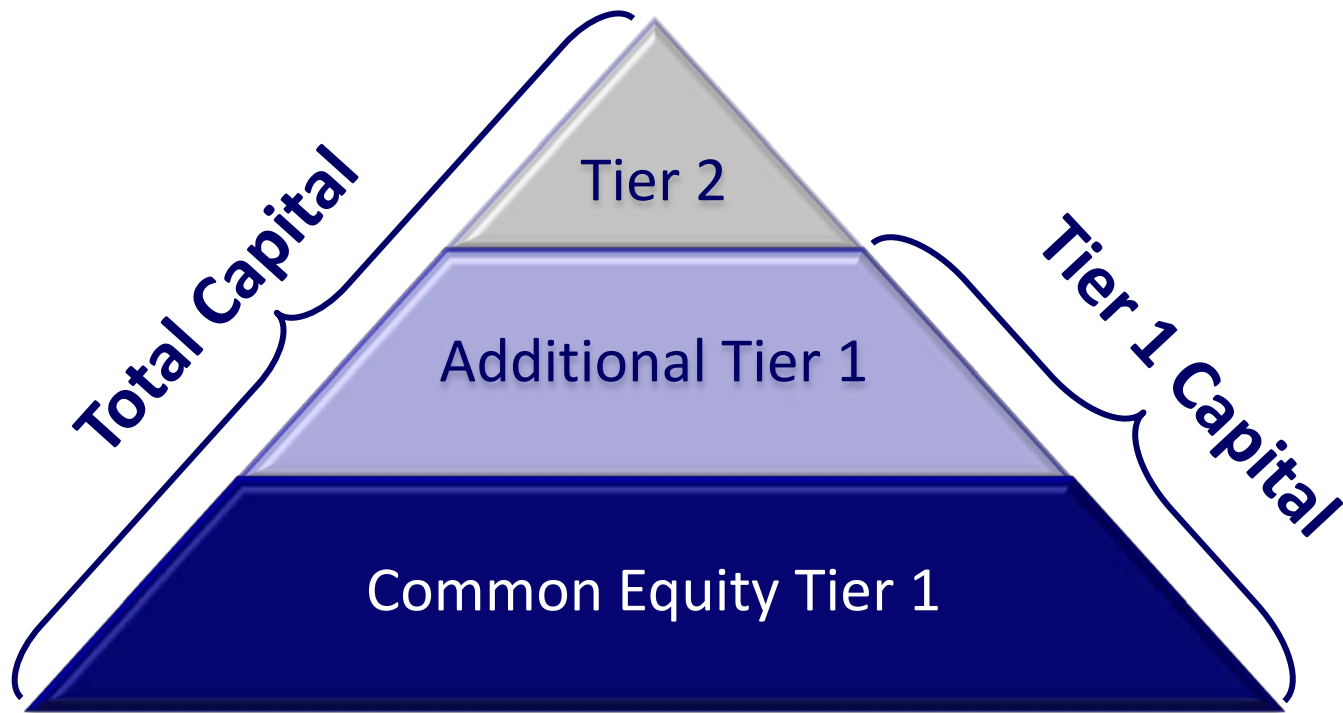 Tier 2
Total Capital
Tier 1 Capital
Additional Tier 1
Common Equity Tier 1